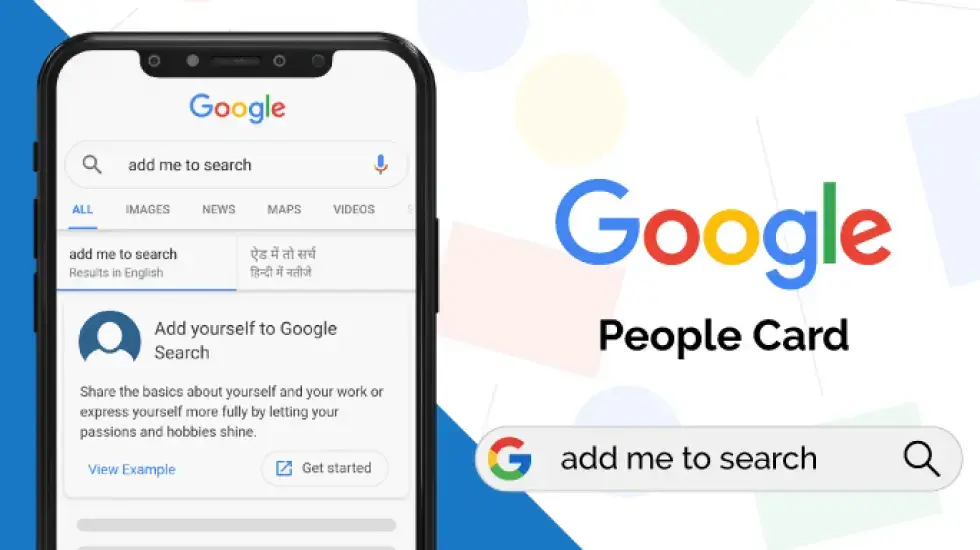 Google
add me to search
ALL IMAGES NEWS MAPS VIDEOS
add me to search
Results in English
ऐड में तो सर्च
हिन्दी में नतीजे
Add yourself to Google
Search
Share the basics about yourself and your work or
express yourself more fully by letting your
passions and hobbies shine.
View Example
Get started
Google
People Card
G
add me to search